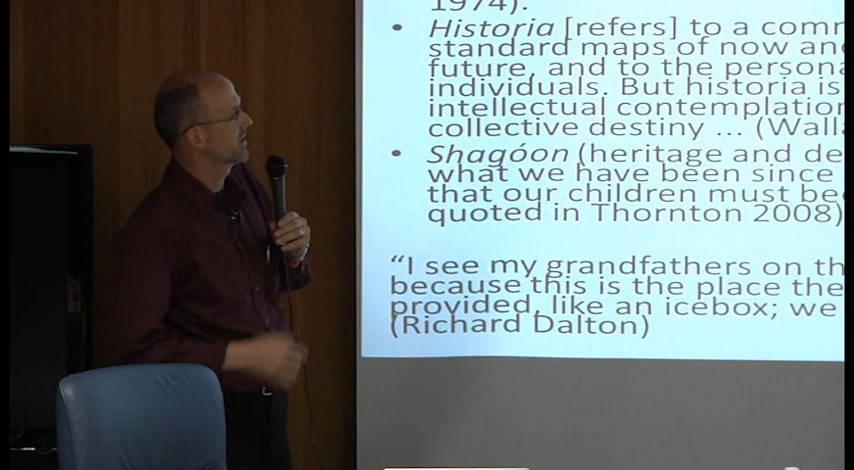 1974).
• Historia [refers] to a com
standard maps of now an
future, and to the persona
individuals. But historia is
intellectual contemplation
collective destiny ... (Walla
• Shagóon (heritage and de
what we have been since
that our children must be
quoted in Thornton 2008)
“I see my grandfathers on th
because this is the place the
provided, like an icebox; we
(Richard Dalton)